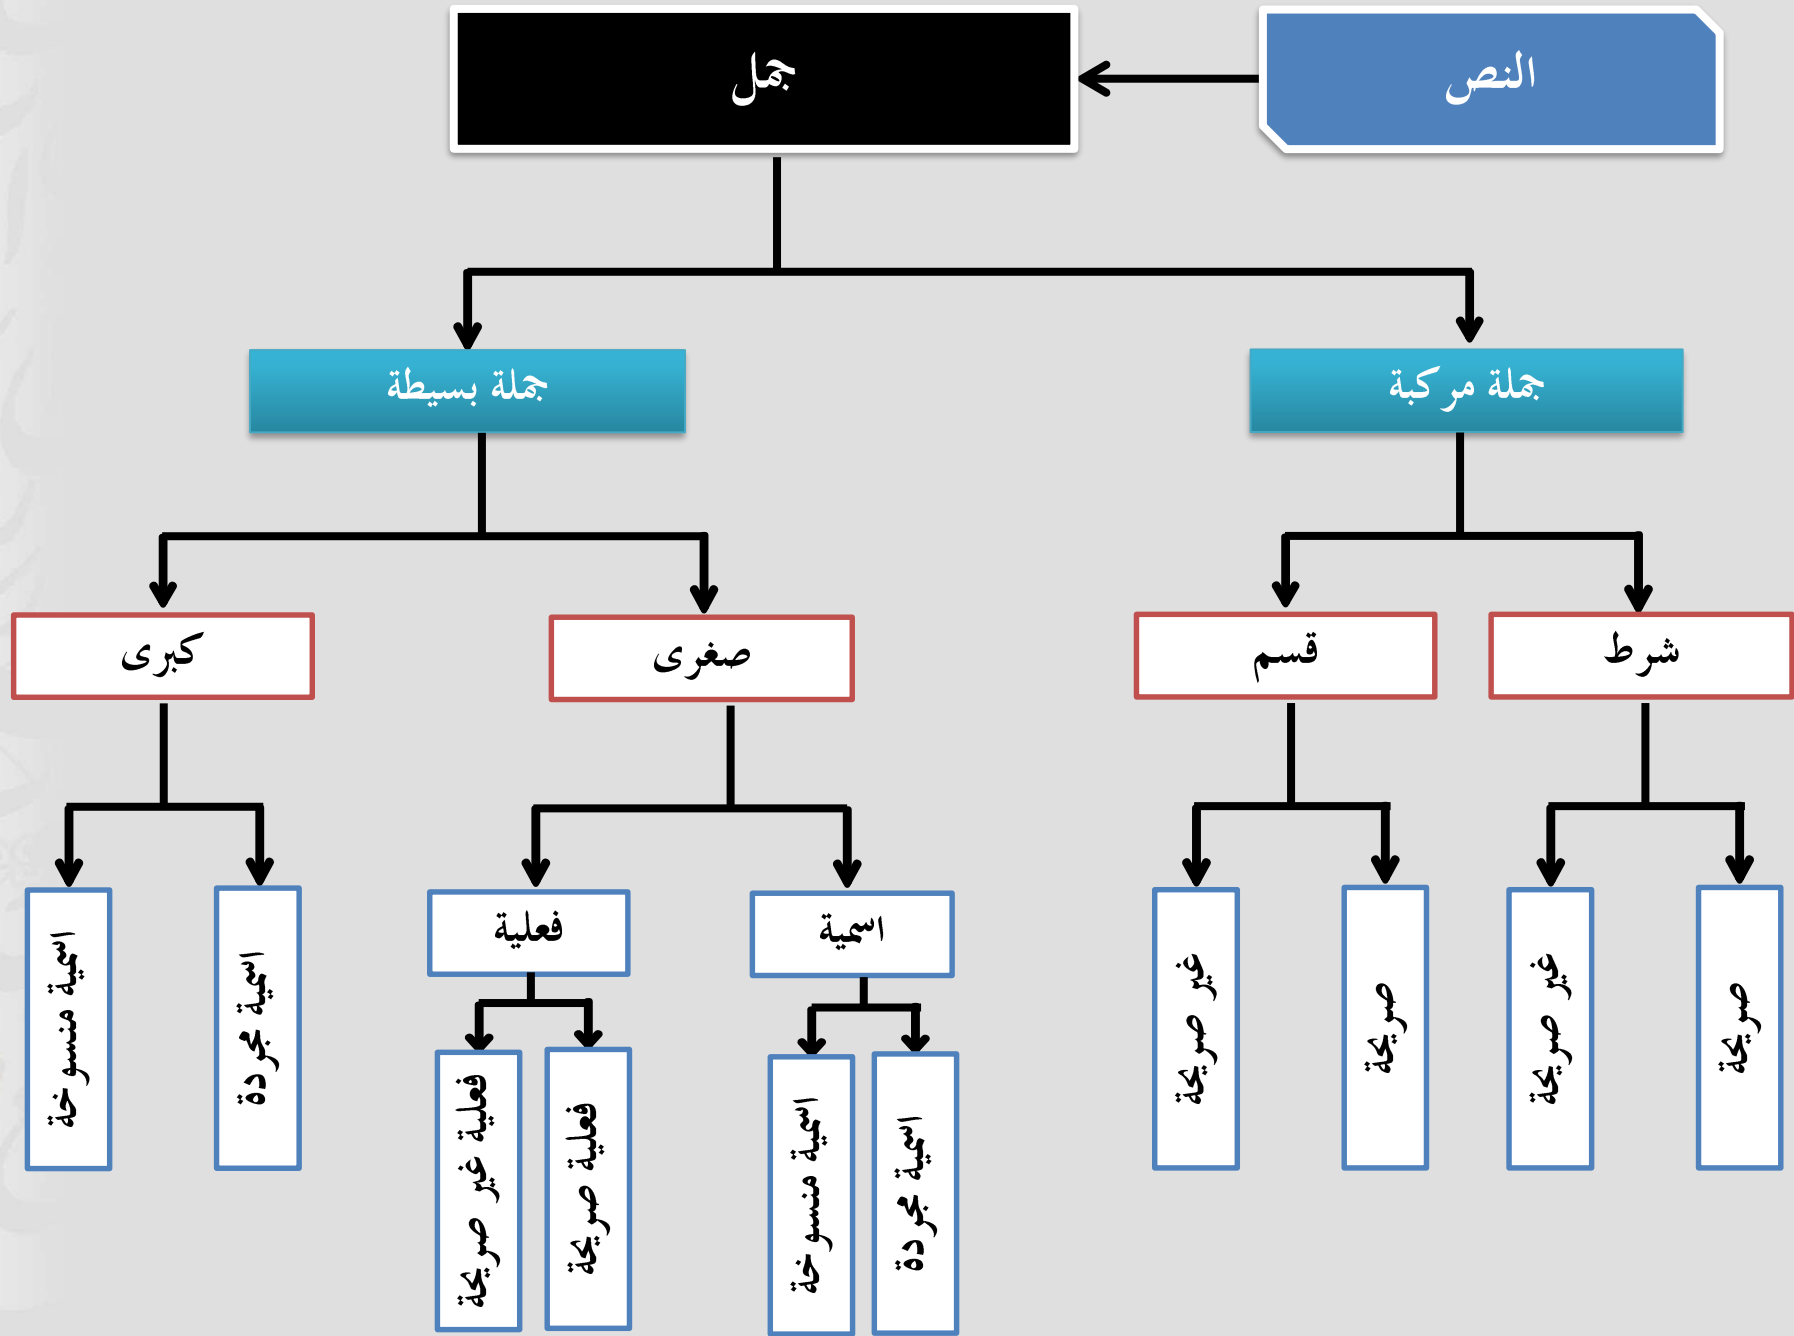 النص
جمل
جملة مركبة
جملة بسيطة
شرط
قسم
صغرى
كبرى
صريحة
غير صريحة
صريحة
غير صريحة
اسمية
فعلية
اسمية مجردة
اسمية منسوخة
اسمية مجردة
اسمية منسوخة
فعلية صريحة
فعلية غير صريحة